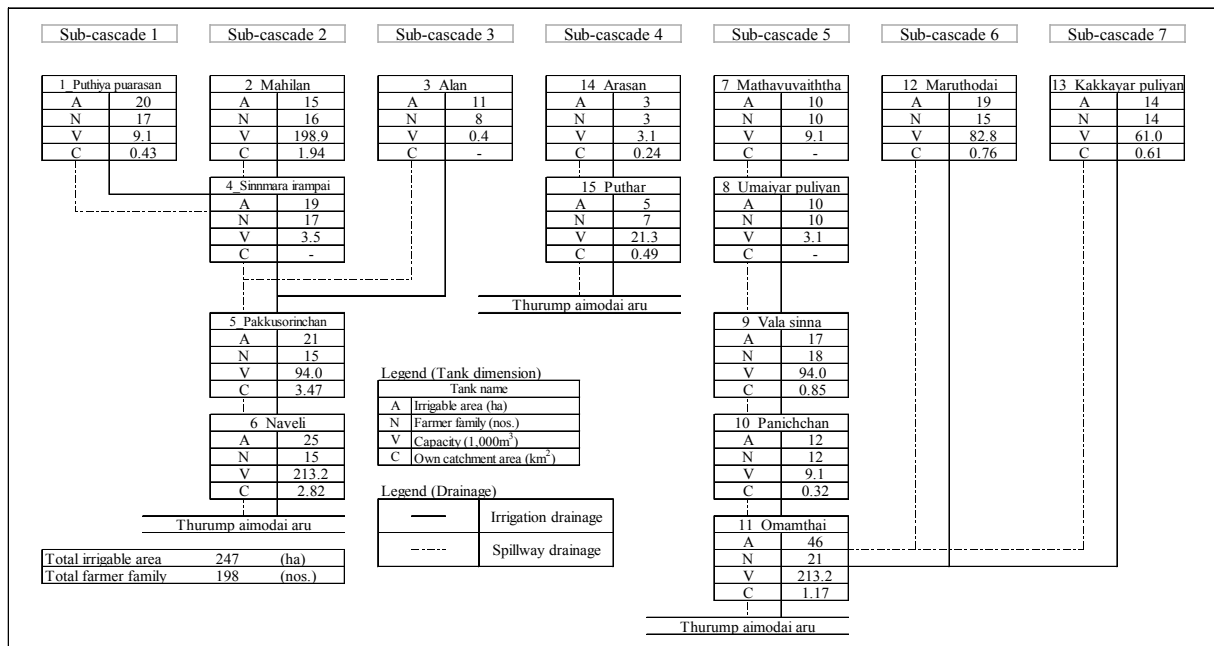 Sub-cascade 1 Sub-cascade 2 Sub-cascade 3 Sub-cascade 4 Sub-cascade 5 Sub-cascade 6 Sub-cascade 7
1_Puthiya puarasan
A 20
N 17
V 9.1
C 0.43
2 Mahilan
A 15
N 16
V 198.9
C 1.94
3 Alan
A 11
N 8
V 0.4
C -
14 Arasan
A 3
N 3
V 3.1
C 0.24
7 Mathavuvaiththa
A 10
N 10
V 9.1
C -
12 Maruthodai
A 19
N 15
V 82.8
C 0.76
13 Kakkayar puliyan
A 14
N 14
V 61.0
C 0.61
4_Sinnmara irampai
A 19
N 17
V 3.5
C -
15 Puthar
A 5
N 7
V 21.3
C 0.49
Thurump aimodai aru
8 Umaiyar puliyan
A 10
N 10
V 3.1
C -
5_Pakkusorinchan
A 21
N 15
V 94.0
C 3.47
9 Vala sinna
A 17
N 18
V 94.0
C 0.85
6 Naveli
A 25
N 15
V 213.2
C 2.82
Thurump aimodai aru
10 Panichchan
A 12
N 12
V 9.1
C 0.32
11 Omamthai
A 46
N 21
V 213.2
C 1.17
Thurump aimodai aru
Legend (Tank dimension)
Tank name
A Irrigable area (ha)
N Farmer family (nos.)
V Capacity (1,000m³)
C Own catchment area (km²)
Legend (Drainage)
Irrigation drainage
Spillway drainage
Total irrigable area 247 (ha)
Total farmer family 198 (nos.)